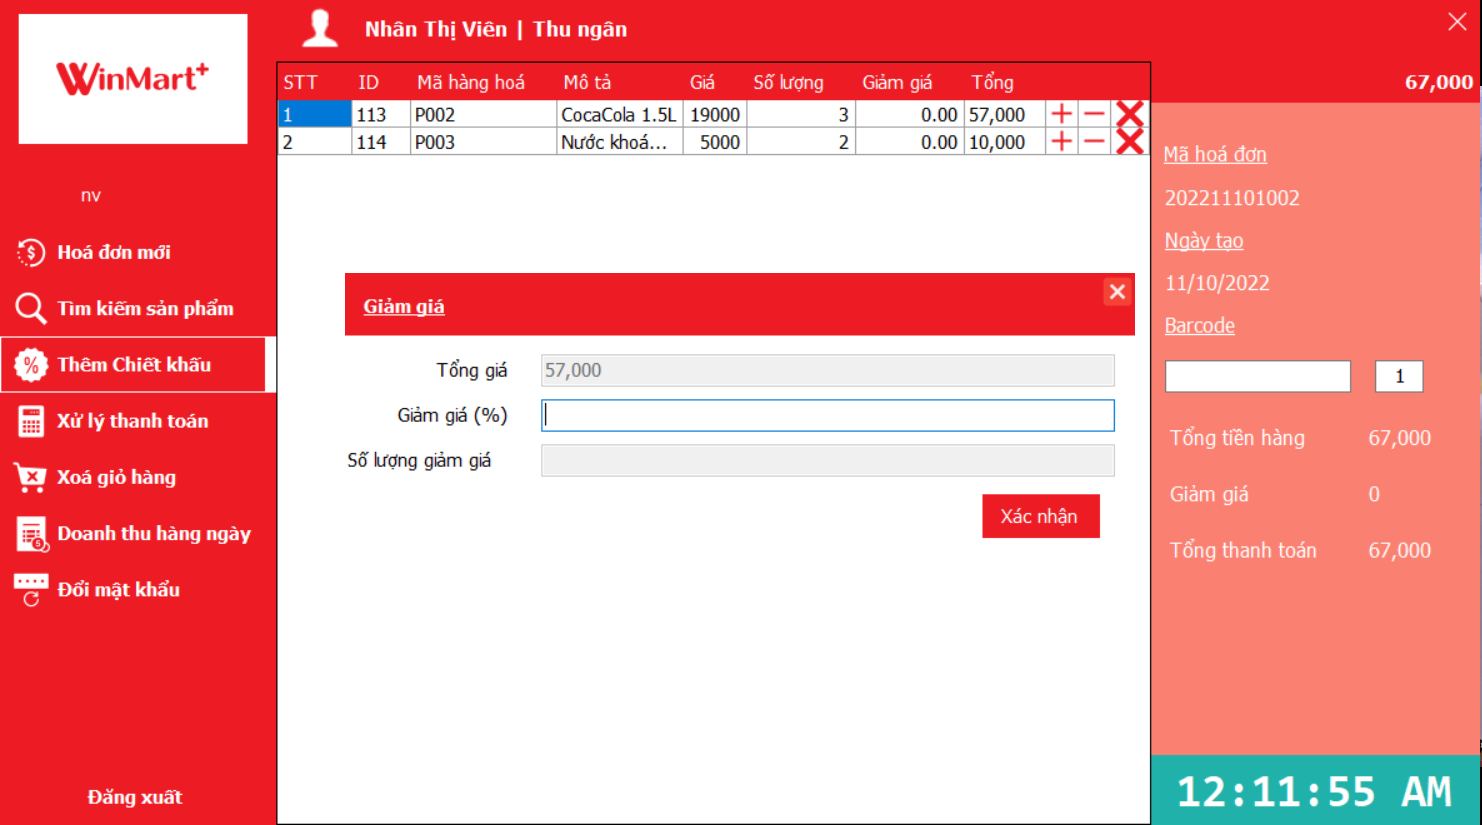 WinMart+
nv
Hoá đơn mới
Tìm kiếm sản phẩm
%
Thêm Chiết khấu
Xử lý thanh toán
Xoá giỏ hàng
Doanh thu hàng ngày
Đổi mật khẩu
Đăng xuất
Nhân Thị Viên | Thu ngân
STT ID Mã hàng hoá Mô tả Giá Số lượng Giảm giá Tổng
1 113 P002 CocaCola 1.5L 19000 3 0.00 57,000
2 114 P003 Nước khoá... 5000 2 0.00 10,000
Giảm giá
Tổng giá 57,000
Giảm giá (%)
Số lượng giảm giá
Xác nhận
67,000
Mã hoá đơn
202211101002
Ngày tạo
11/10/2022
Barcode
1
Tổng tiền hàng 67,000
Giảm giá 0
Tổng thanh toán 67,000
12:11:55 AM